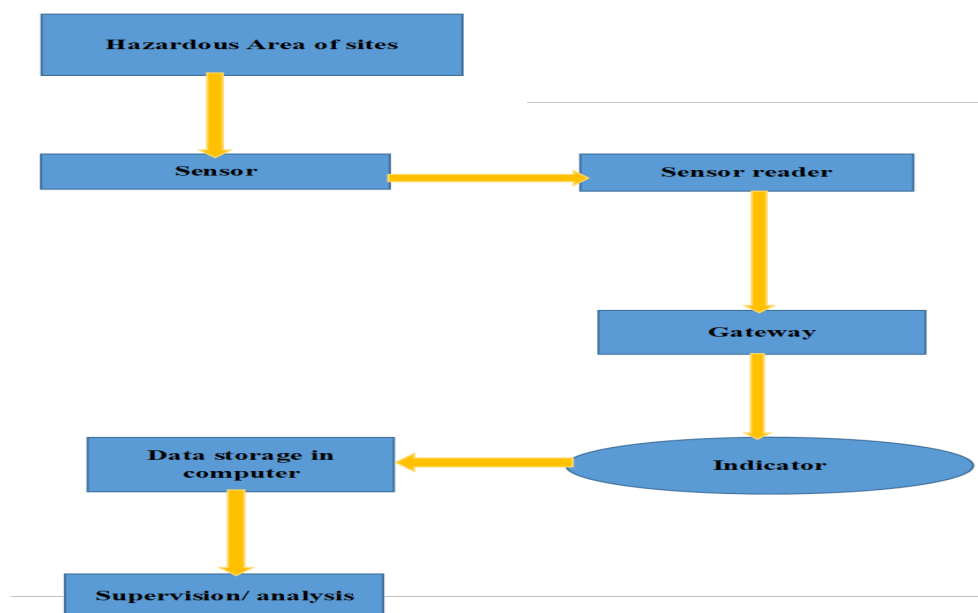 Hazardous Area of sites
Sensor
Sensor reader
Gateway
Indicator
Data storage in
computer
Supervision/ analysis